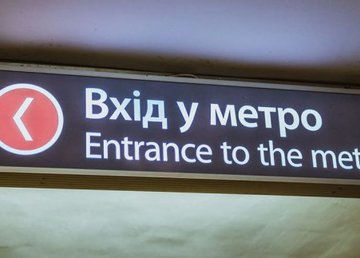 Вхід у метро
Entrance to the met